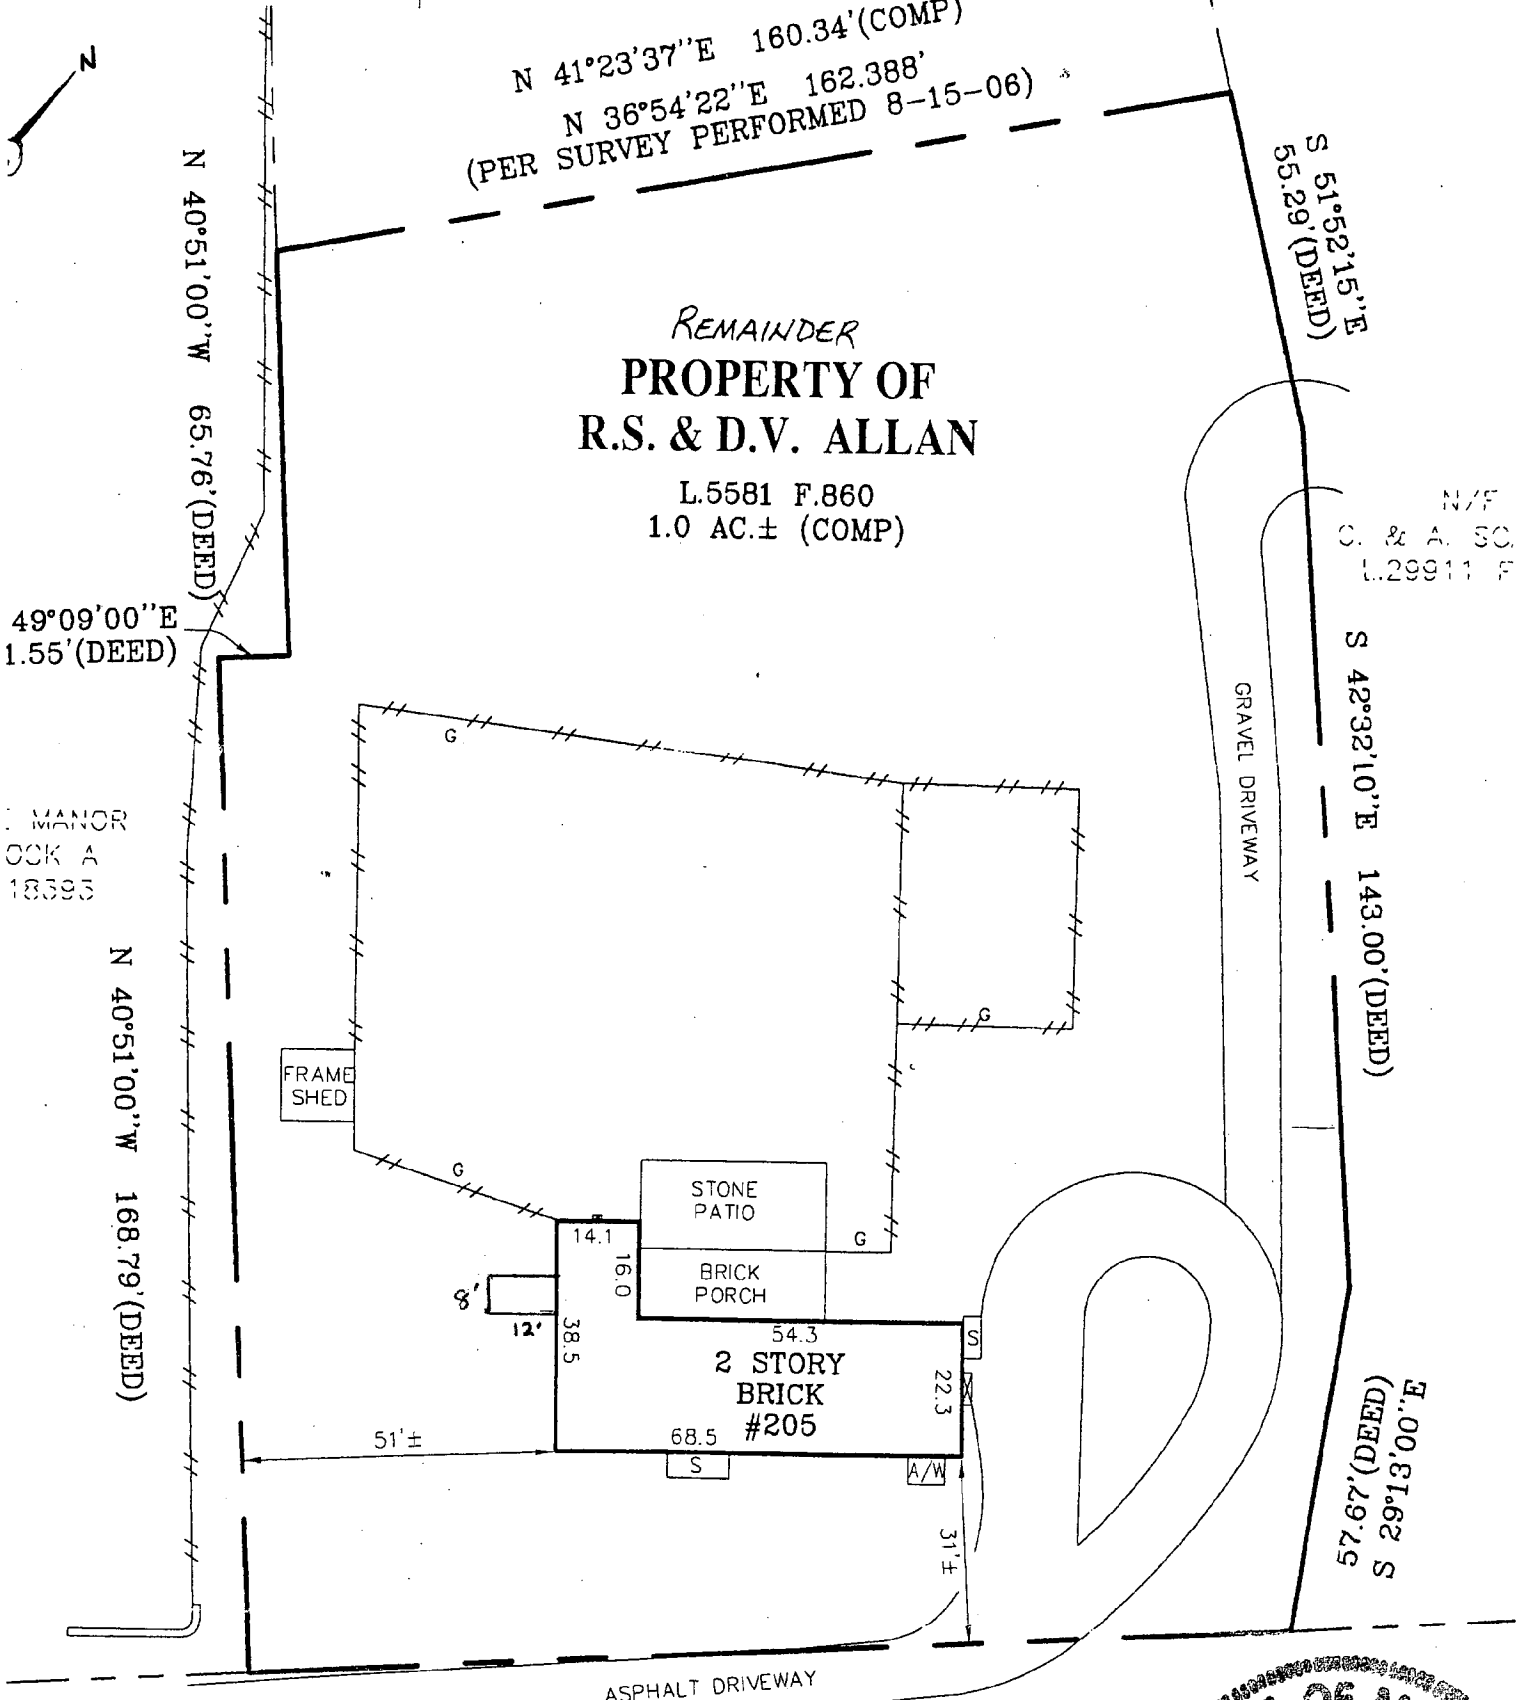 N 41°23'37"E 160.34'(COMP)
N 36°54'22"E 162.388'
(PER SURVEY PERFORMED 8-15-06)
N
N 40°51'00"W 65.76'(DEED)
S 51°52'15"E
55.29'(DEED)
REMAINDER
PROPERTY OF
R.S. & D.V. ALLAN
L.5581 F.860
1.0 AC.± (COMP)
N/F
C. & A.
L.29911 F
49°09'00"E
1.55'(DEED)
S 42°32'10"E 143.00'(DEED)
GRAVEL DRIVEWAY
G
MANOR
OCK A
18393
N 40°51'00"W 168.79'(DEED)
G
FRAME
SHED
G
STONE
PATIO
G
14.1
16.0
BRICK
PORCH
8'
12'
38.5
54.3
S
2 STORY
BRICK
#205
22.3
51'±
68.5
S
A/W
31'±
57.67'(DEED)
S 29°13'00"E
ASPHALT DRIVEWAY
OF